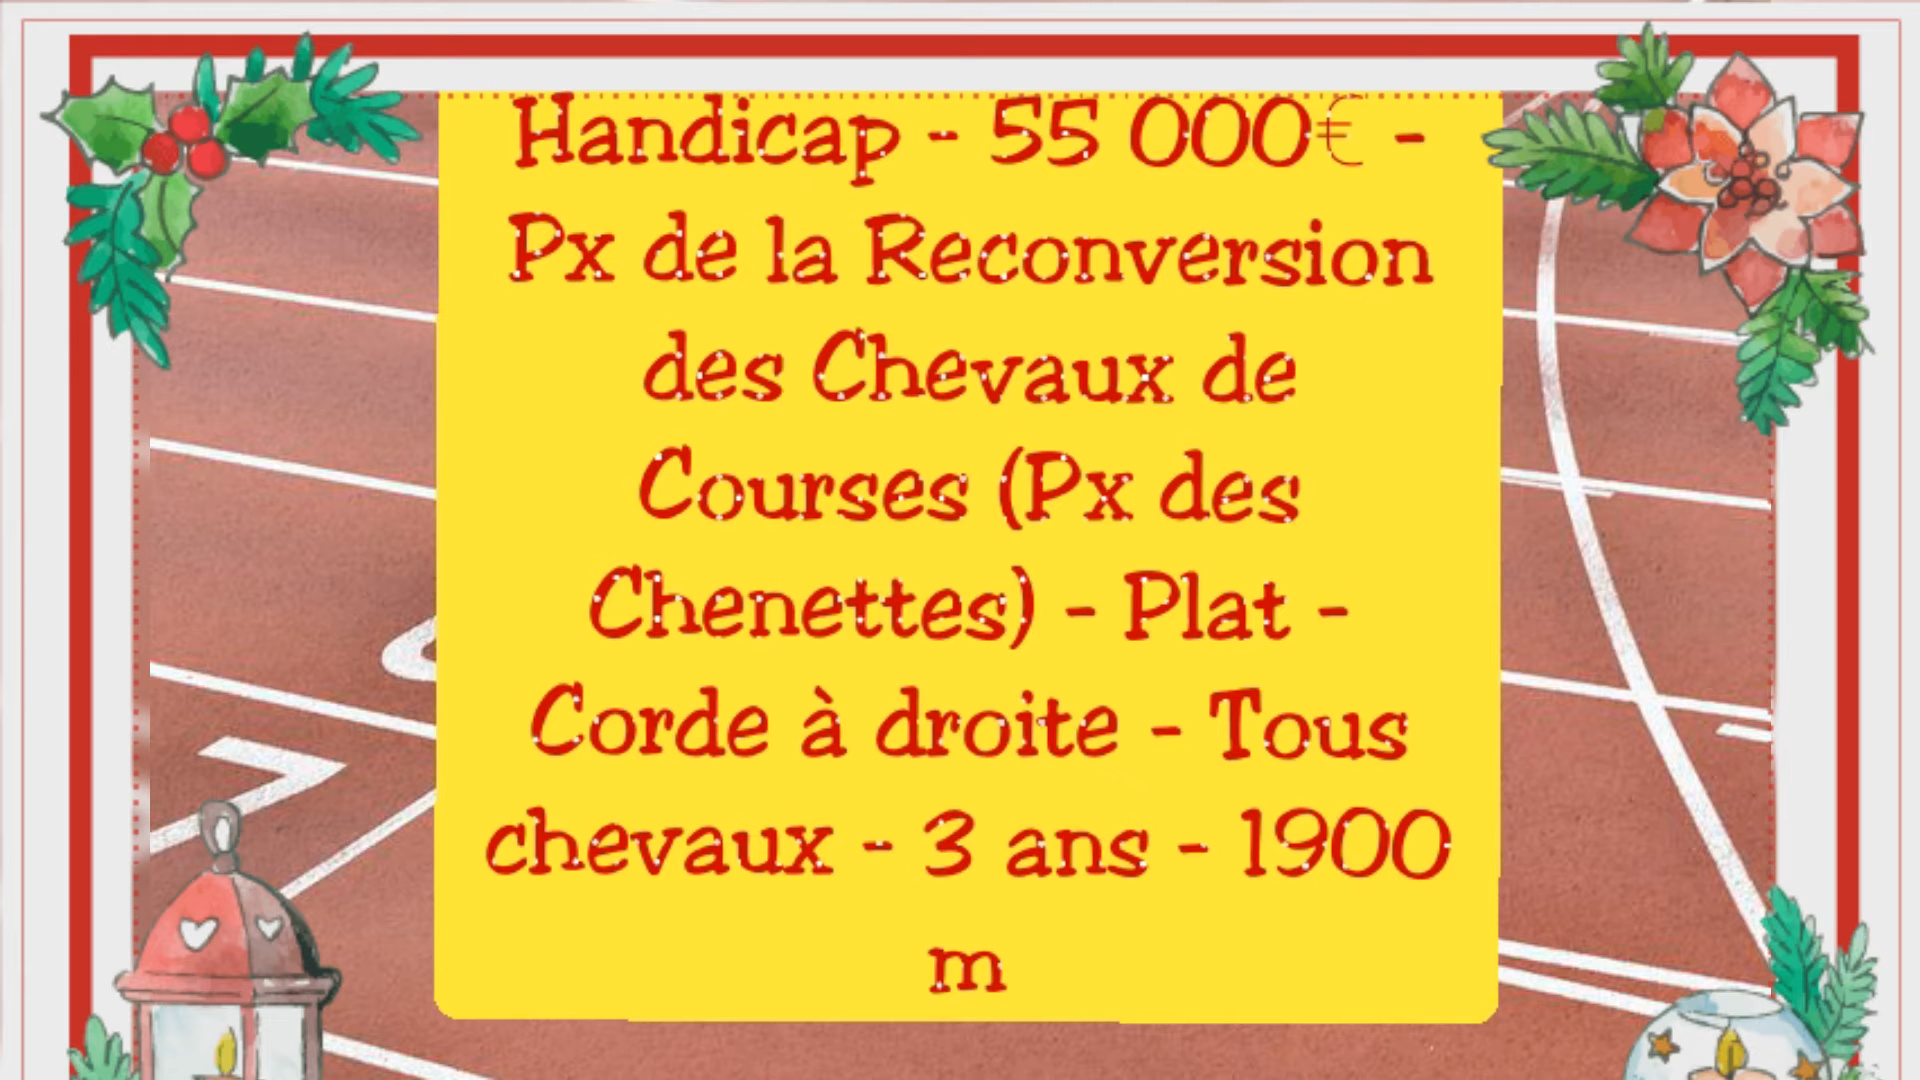 Handicap - 55 000€ -
Px de la Reconversion
des Chevaux de
Courses (Px des
Chenettes) - Plat -
Corde à droite - Tous
chevaux - 3 ans - 1900
m